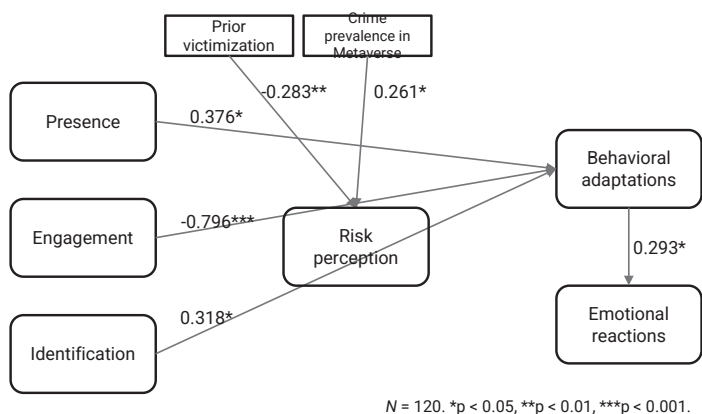 Prior
victimization
Crime
prevalence in
Metaverse
-0.283**
0.261*
Presence
0.376*
Behavioral
adaptations
Engagement
-0.796***
Risk
perception
0.293*
Identification
0.318*
Emotional
reactions
N = 120. *p < 0.05, **p < 0.01, ***p < 0.001.